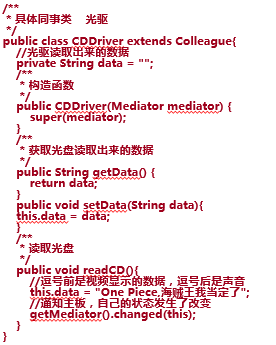 /**
 * 具体同事类    光驱
 */
public class CDDriver extends Colleague{
    //光驱读取出来的数据
    private String data = "";
    /**
     * 构造函数
     */
    public CDDriver(Mediator mediator) {
        super(mediator);
    }
    /**
     * 获取光盘读取出来的数据
     */
    public String getData() {
        return data;
    }
    public void setData(String data){
    this.data = data;
    }
    /**
     * 读取光盘
     */
    public void readCD(){
        //逗号前是视频显示的数据，逗号后是声音
        this.data = "One Piece,海贼王我当定了";
        //通知主板，自己的状态发生了改变
        getMediator().changed(this);
    }
}